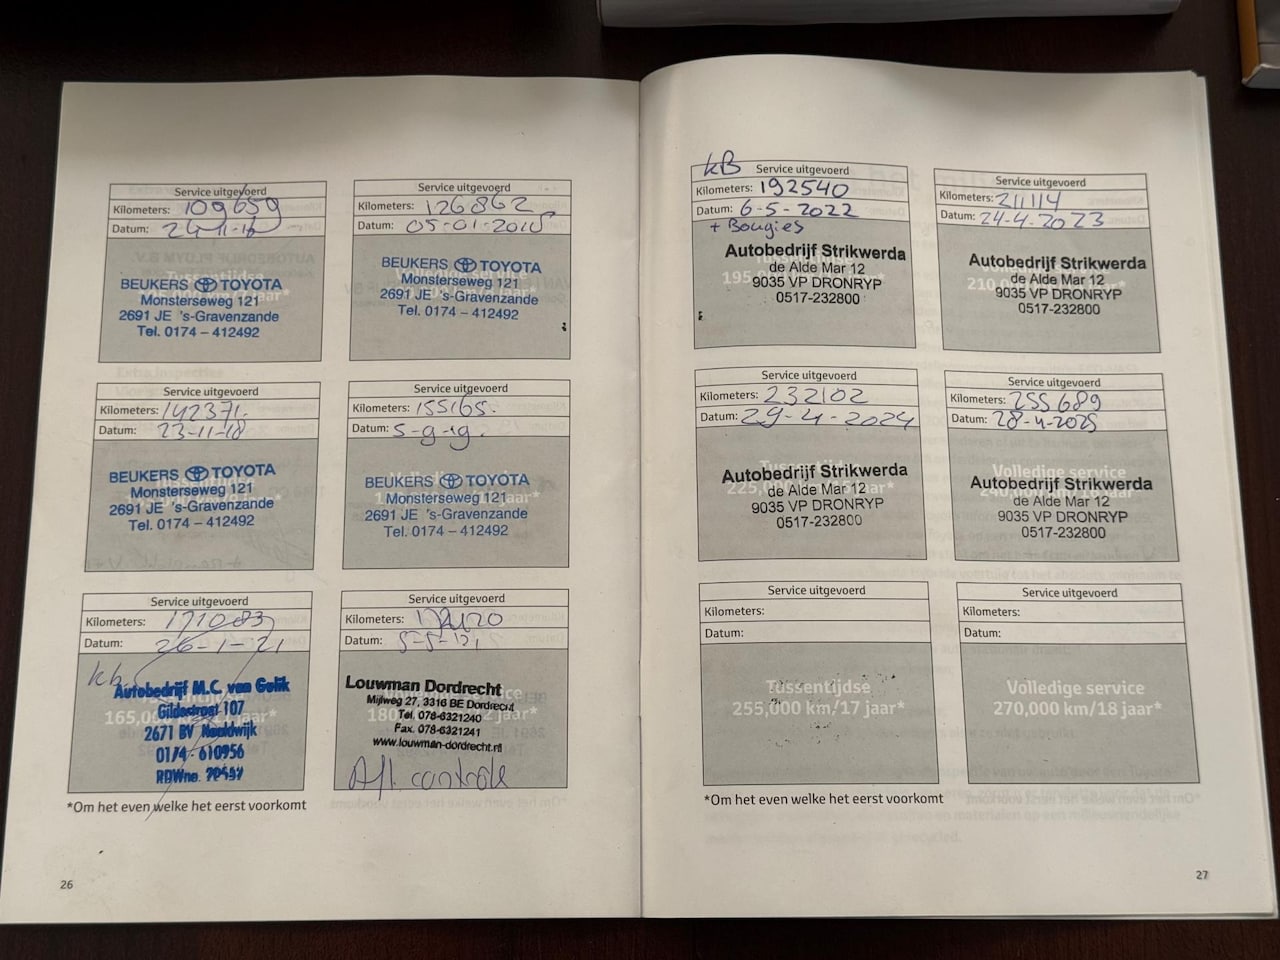 Service uitgevoerd
Kilometers: 109659
Datum:
BEUKERS TOYOTA
Monsterseweg 121
2691 JE 's-Gravenzande
Tel. 0174 – 412492
Service uitgevoerd
Kilometers: 126862
Datum: 05-01-2018
BEUKERS TOYOTA
Monsterseweg 121
2691 JE 's-Gravenzande
Tel. 0174 – 412492
Service uitgevoerd
Kilometers: 142371.
Datum: 23-11-18
BEUKERS TOYOTA
Monsterseweg 121
2691 JE 's-Gravenzande
Tel. 0174 – 412492
Service uitgevoerd
Kilometers: 155165.
Datum: 5-9-19.
BEUKERS TOYOTA
Monsterseweg 121
2691 JE 's-Gravenzande
Tel. 0174 – 412492
Service uitgevoerd
Kilometers: 171083
Datum: 26-1-21
kb
Autobedrijf M.C. van Golik
Gildestraat 107
2671 BV Naaldwijk
0174 - 610956
165,000
Service uitgevoerd
Kilometers:
Datum:
Louwman Dordrecht
Mijlweg 27, 3316 BE Dordrecht
Tel. 078-6321240
Fax. 078-6321241
www.louwman-dordrecht.nl
Afl controle
*Om het even welke het eerst voorkomt
26
kB
Service uitgevoerd
Kilometers: 192540
Datum: 6-5-2022
+ Bougies
Autobedrijf Strikwerda
de Alde Mar 12
9035 VP DRONRYP
0517-232800
Service uitgevoerd
Kilometers: 211114
Datum: 24-4-2023
Autobedrijf Strikwerda
de Alde Mar 12
9035 VP DRONRYP
0517-232800
Service uitgevoerd
Kilometers: 232102
Datum: 29-4-2024
Autobedrijf Strikwerda
de Alde Mar 12
9035 VP DRONRYP
0517-232800
Service uitgevoerd
Kilometers: 255689
Datum: 28-4-2025
Volledige service
Autobedrijf Strikwerda
de Alde Mar 12
9035 VP DRONRYP
0517-232800
Service uitgevoerd
Kilometers:
Datum:
Tussentijdse
255,000 km/17 jaar*
Service uitgevoerd
Kilometers:
Datum:
Volledige service
270,000 km/18 jaar*
*Om het even welke het eerst voorkomt
27